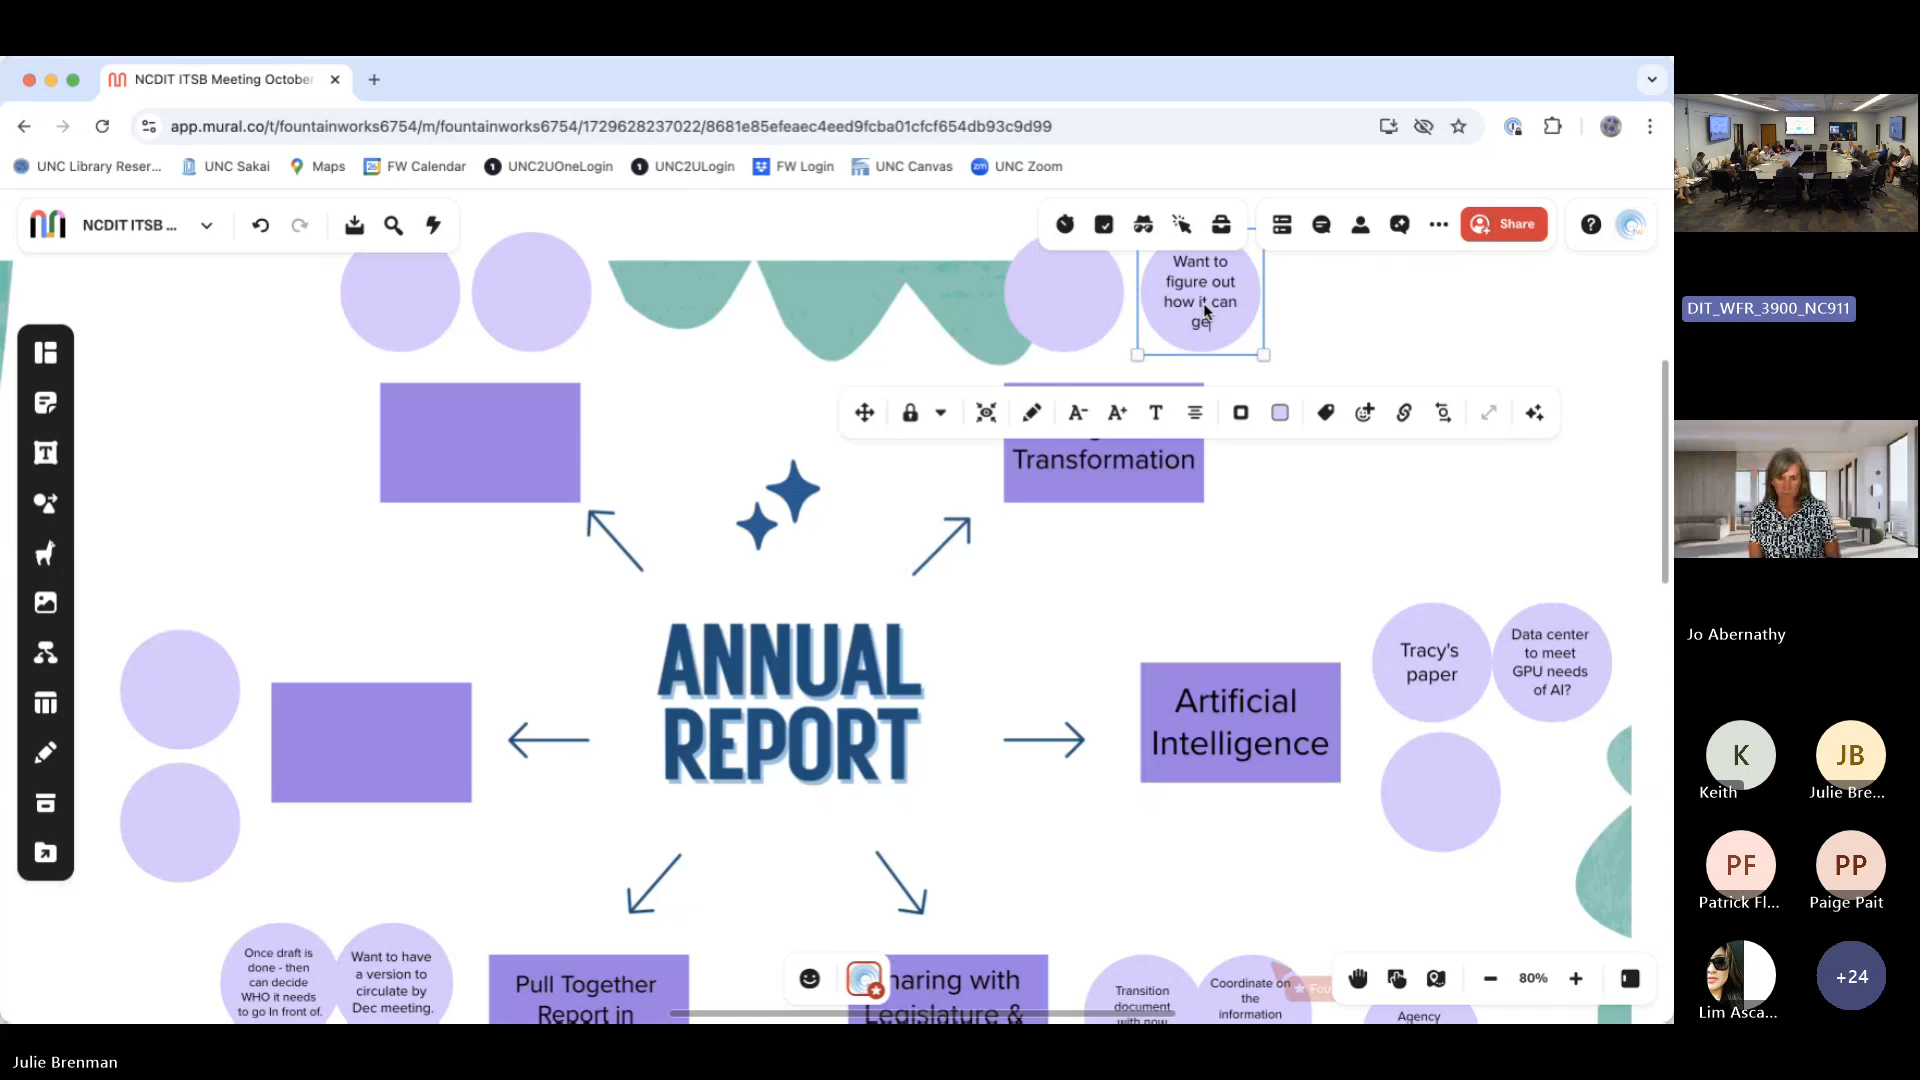 NCDIT ITSB Meeting October
app.mural.co/t/fountainworks6754/m/fountainworks6754/1729628237022/8681e85efeaec4eed9fcba01cfcf654db93c9d99
UNC Library Reser...
UNC Sakai
Maps
FW Calendar
UNC2UOneLogin
UNC2ULogin
FW Login
UNC Canvas
UNC Zoom
NCDIT ITSB ...
Share
Want to
figure out
how it can
ge
Transformation
ANNUAL
REPORT
Artificial
Intelligence
Tracy's
paper
Data center
to meet
GPU needs
of AI?
Once draft is
done - then
can decide
WHO it needs
to go In front of.
Want to have
a version to
circulate by
Dec meeting.
Pull Together
Report in
haring with
Legislature &
Transition
document
with now
Coordinate on
the
information
Agency
80%
DIT_WFR_3900_NC911
Jo Abernathy
K
Keith
JB
Julie Bre...
PF
Patrick Fl...
PP
Paige Pait
Lim Asca...
+24
Julie Brenman